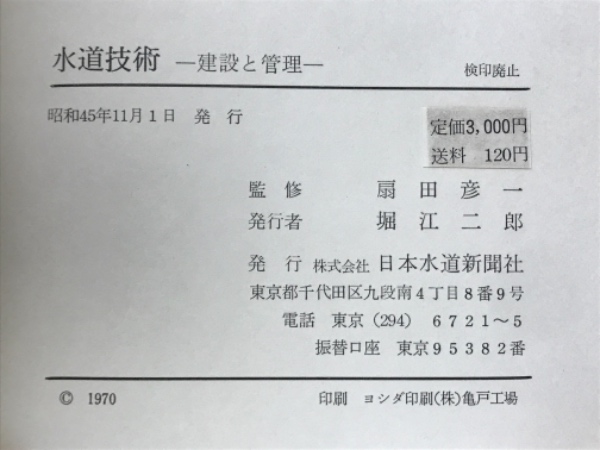 水道技術 ―建設と管理― 検印廃止
昭和45年11月1日 発 行
定価3,000円
送料 120円
監 修 扇 田 彦 一
発行者 堀 江 二 郎
発 行 株式会社 日本水道新聞社
東京都千代田区九段南4丁目8番9号
電話 東京(294) 6721～5
振替口座 東京95382番
© 1970 印刷 ヨシダ印刷(株)亀戸工場